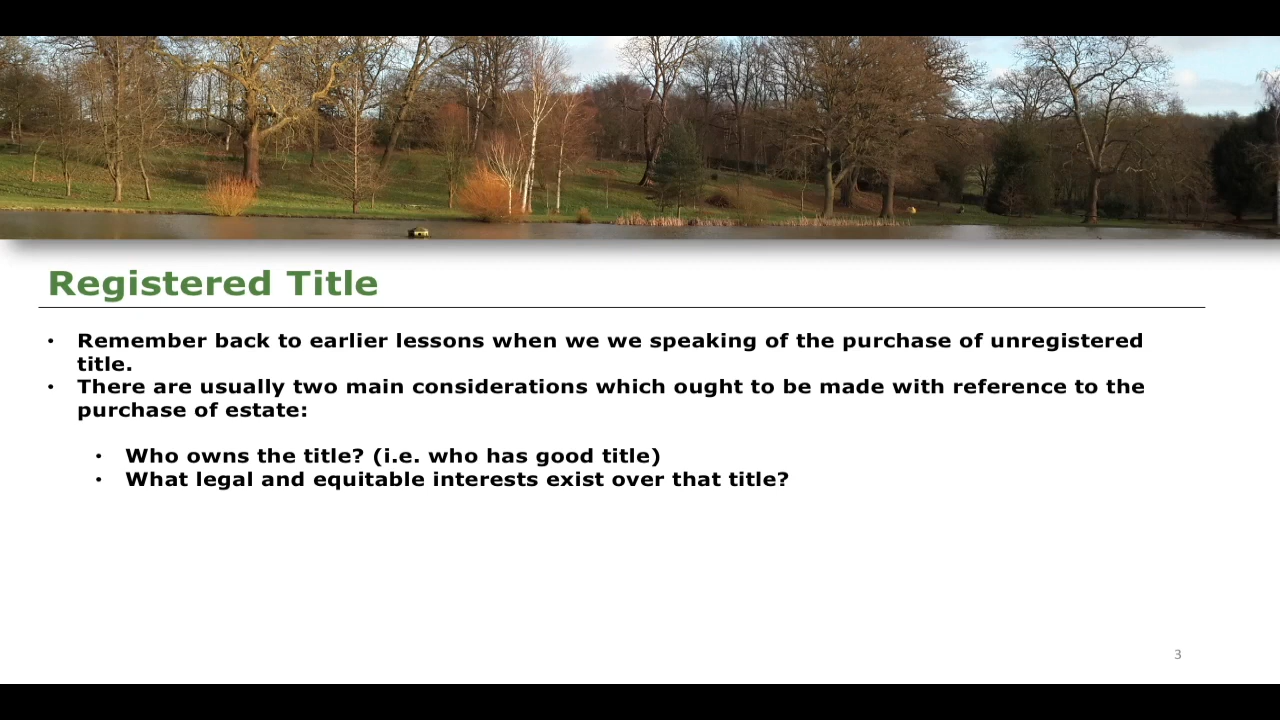 Registered Title
• Remember back to earlier lessons when we we speaking of the purchase of unregistered
title.
• There are usually two main considerations which ought to be made with reference to the
purchase of estate:
• Who owns the title? (i.e. who has good title)
• What legal and equitable interests exist over that title?
3